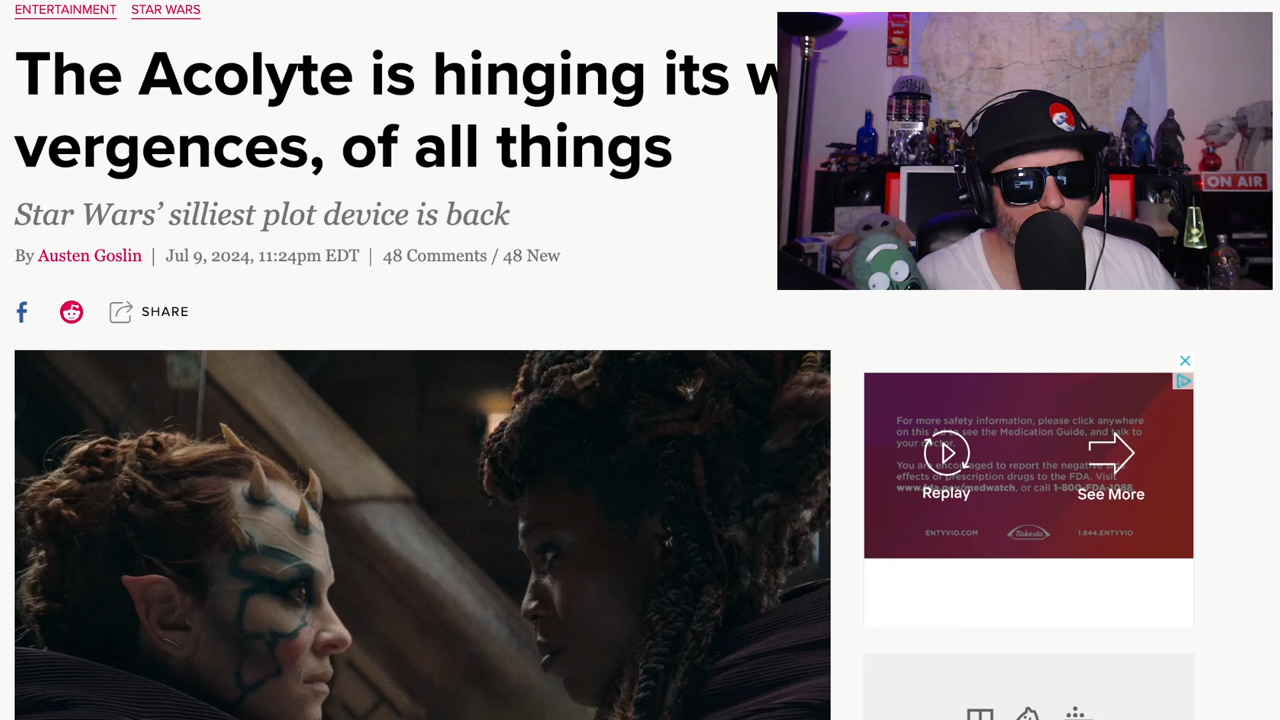 ENTERTAINMENT STAR WARS
The Acolyte is hinging its w
vergences, of all things
Star Wars’ silliest plot device is back
By Austen Goslin | Jul 9, 2024, 11:24pm EDT | 48 Comments / 48 New
SHARE
ON AIR
For more safety information, please click anywhere
on this Ad to see the Medication Guide, and talk to
your doctor.
You are encouraged to report the negative side
effects of prescription drugs to the FDA. Visit
www.fda.gov/medwatch, or call 1-800-FDA-1088.
Replay See More
ENTYVIO.COM Takeda 1.844.ENTYVIO